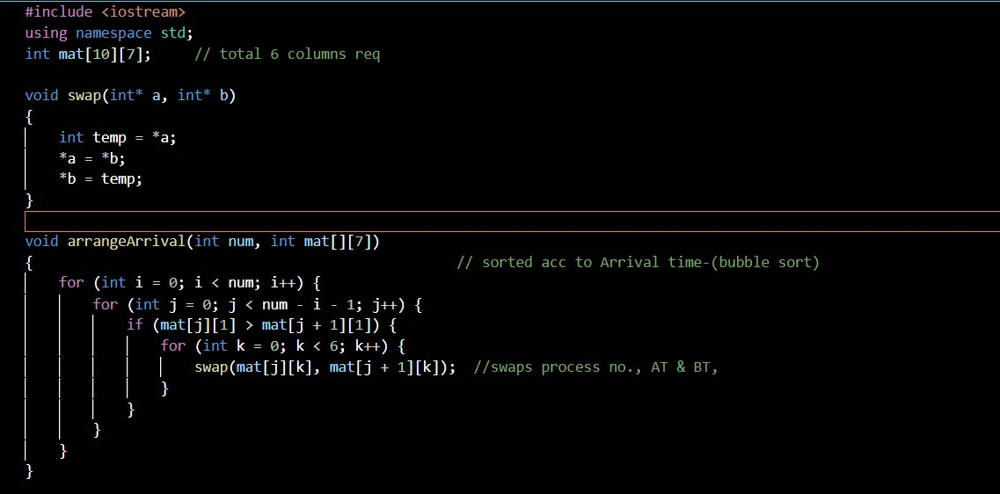 #include <iostream>
using namespace std;
int mat[10][7];     // total 6 columns req
void swap(int* a, int* b)
{
    int temp = *a;
    *a = *b;
    *b = temp;
}
void arrangeArrival(int num, int mat[][7])
{                                                   // sorted acc to Arrival time-(bubble sort)
    for (int i = 0; i < num; i++) {
        for (int j = 0; j < num - i - 1; j++) {
            if (mat[j][1] > mat[j + 1][1]) {
                for (int k = 0; k < 6; k++) {
                    swap(mat[j][k], mat[j + 1][k]);  //swaps process no., AT & BT,
                }
            }
        }
    }
}